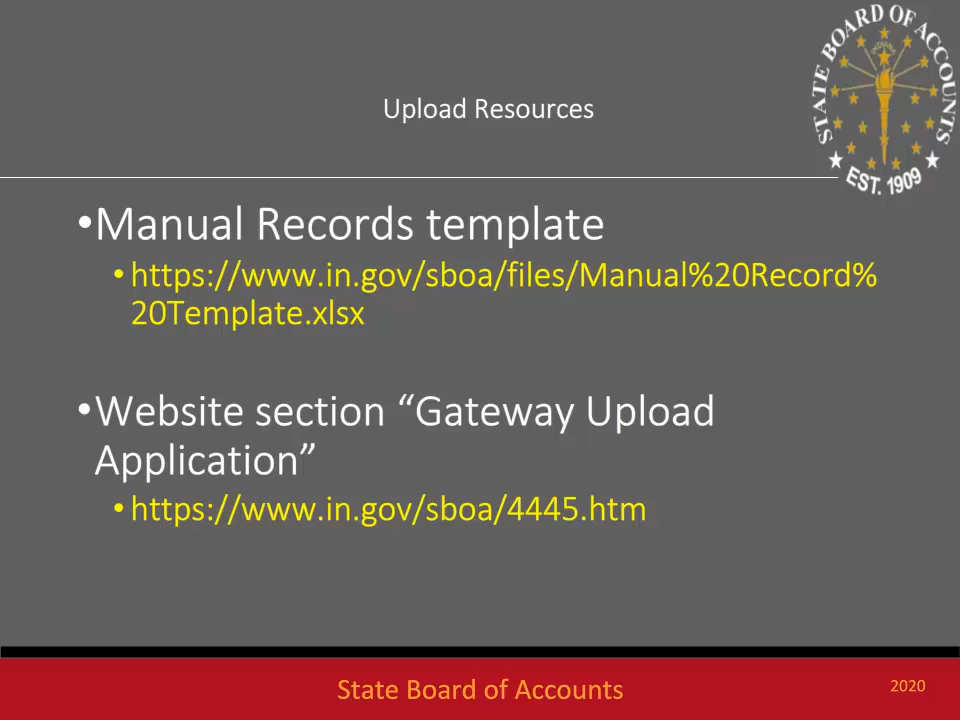 STATE BOARD OF ACCOUNTS
INDIANA
EST. 1909
Upload Resources
•Manual Records template
•https://www.in.gov/sboa/files/Manual%20Record%
20Template.xlsx
•Website section “Gateway Upload
Application”
•https://www.in.gov/sboa/4445.htm
State Board of Accounts
2020